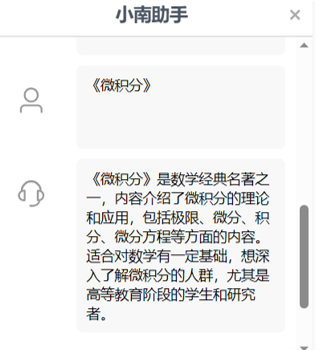 小南助手
《微积分》
《微积分》是数学经典名著之
一，内容介绍了微积分的理论
和应用，包括极限、微分、积
分、微分方程等方面的内容。
适合对数学有一定基础，想深
入了解微积分的人群，尤其是
高等教育阶段的学生和研究
者。